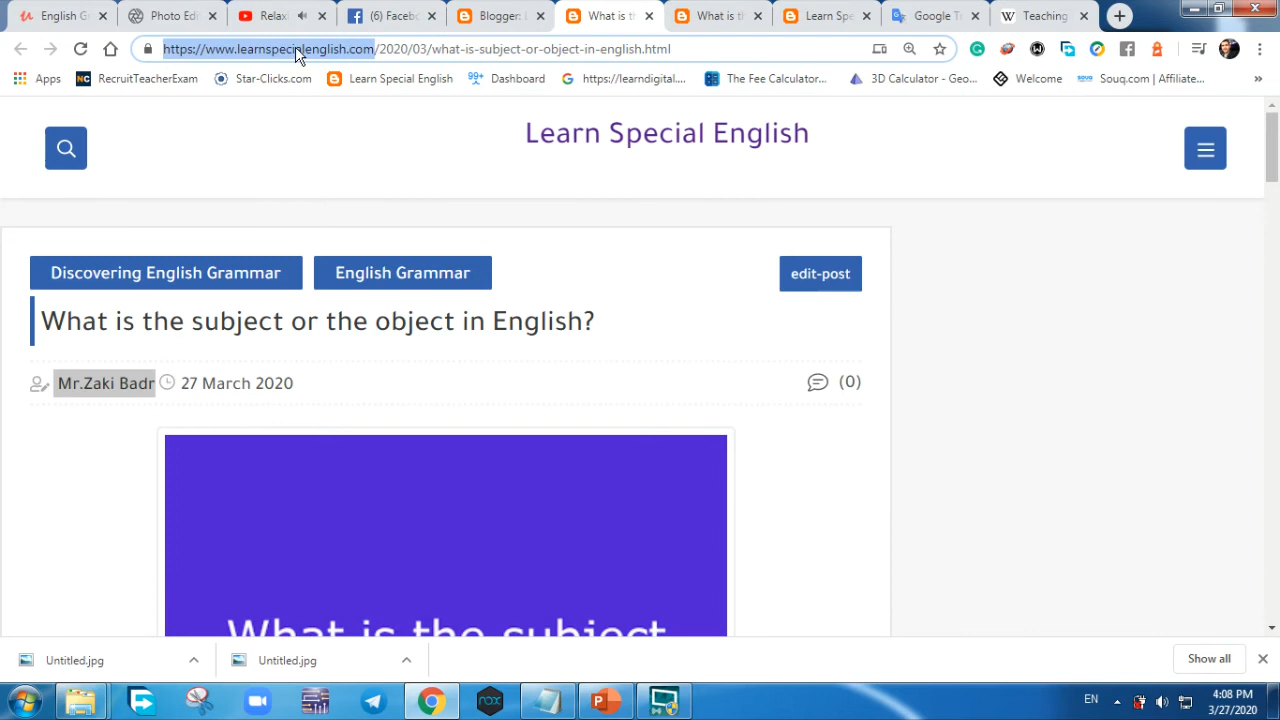 English G
Photo Edi
Relaxi
(6) Faceb
Blogger: 
What is th
What is th
Learn Spe
Google T
Teaching
https://www.learnspecialenglish.com/2020/03/what-is-subject-or-object-in-english.html
Apps
RecruitTeacherExam
Star-Clicks.com
Learn Special English
99+ Dashboard
https://learndigital....
The Fee Calculator...
3D Calculator - Geo...
Welcome
Souq.com | Affiliate...
Learn Special English
Discovering English Grammar
English Grammar
edit-post
What is the subject or the object in English?
Mr.Zaki Badr
27 March 2020
(0)
What is the subject
Untitled.jpg
Untitled.jpg
Show all
nox
EN
4:08 PM
3/27/2020